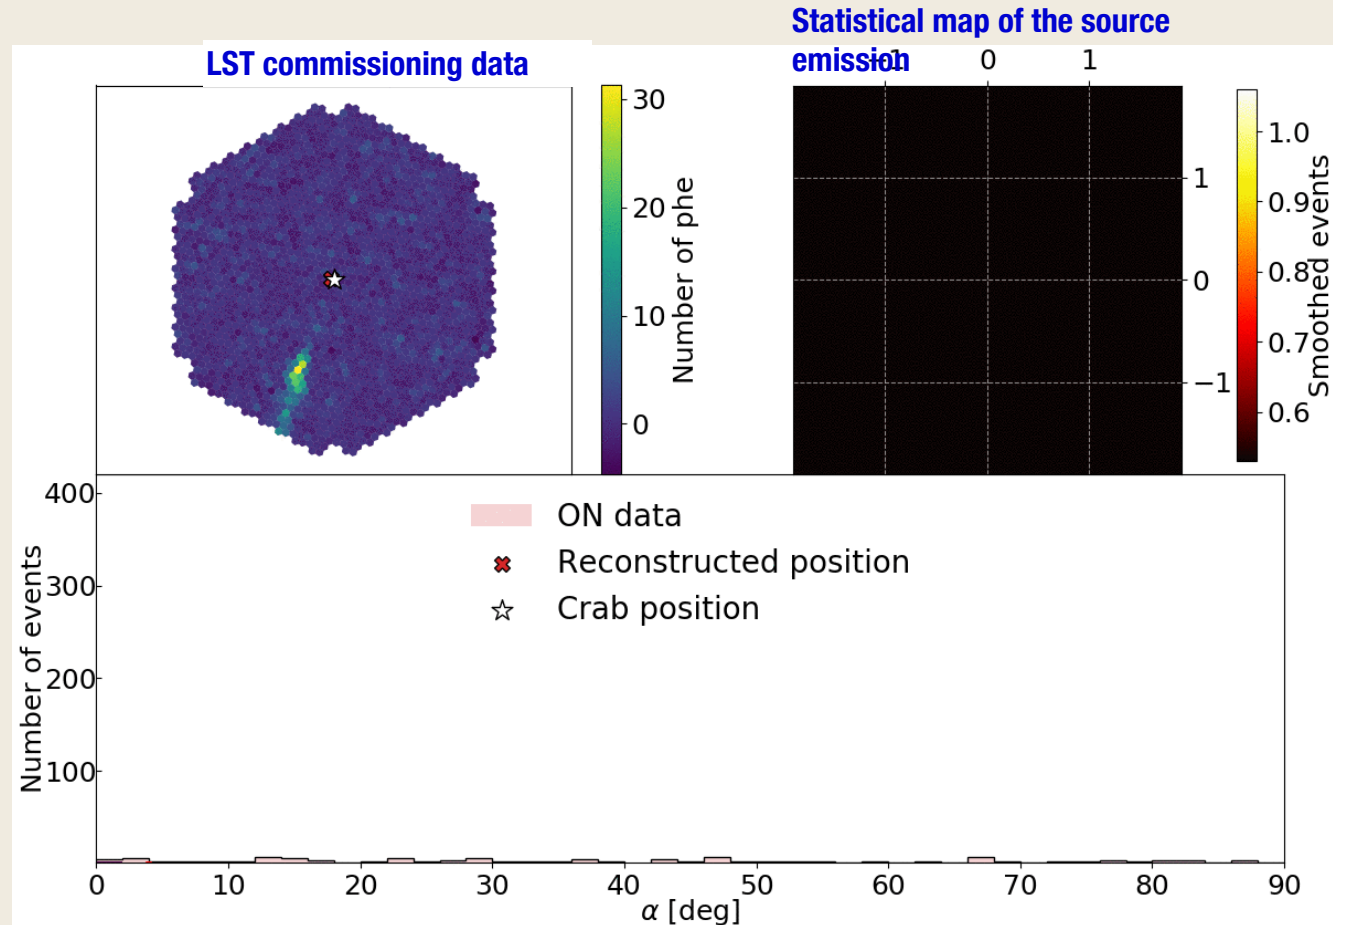 Statistical map of the source
emission
LST commissioning data
-1 0 1
30
20
10
0
Number of phe
1
0
−1
1.0
0.9
0.8
0.7
0.6
Smoothed events
400
300
200
100
Number of events
ON data
Reconstructed position
Crab position
0 10 20 30 40 50 60 70 80 90
α [deg]